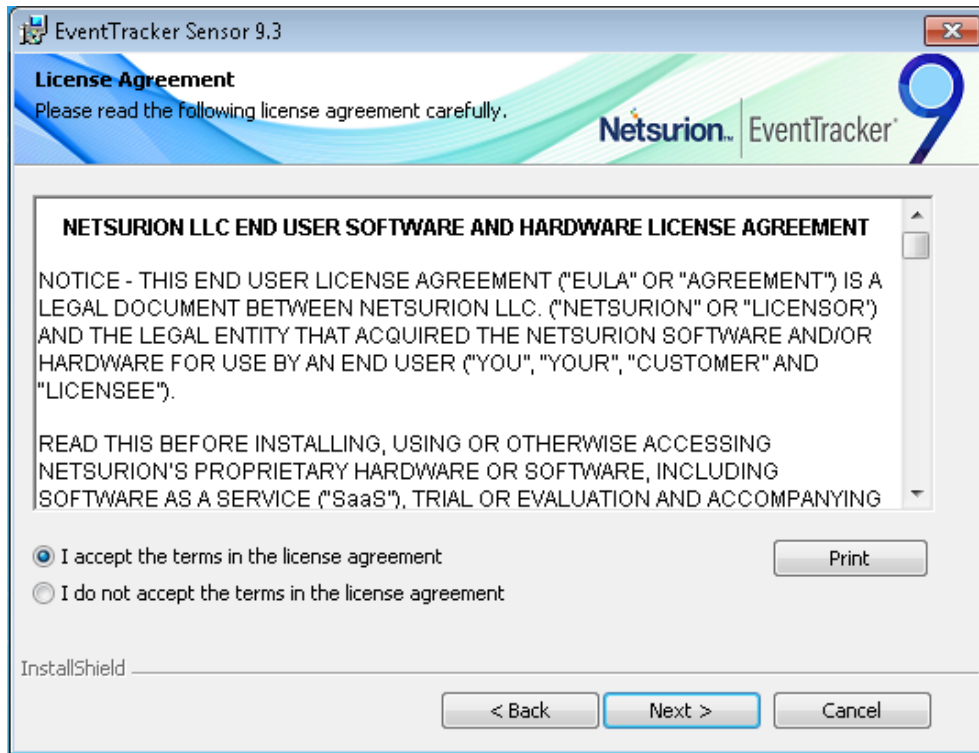 EventTracker Sensor 9.3
License Agreement
Please read the following license agreement carefully.
Netsurion™ EventTracker® 9
NETSURION LLC END USER SOFTWARE AND HARDWARE LICENSE AGREEMENT
NOTICE - THIS END USER LICENSE AGREEMENT ("EULA" OR "AGREEMENT") IS A
LEGAL DOCUMENT BETWEEN NETSURION LLC. ("NETSURION" OR "LICENSOR")
AND THE LEGAL ENTITY THAT ACQUIRED THE NETSURION SOFTWARE AND/OR
HARDWARE FOR USE BY AN END USER ("YOU", "YOUR", "CUSTOMER" AND
"LICENSEE").
READ THIS BEFORE INSTALLING, USING OR OTHERWISE ACCESSING
NETSURION'S PROPRIETARY HARDWARE OR SOFTWARE, INCLUDING
SOFTWARE AS A SERVICE ("SaaS"), TRIAL OR EVALUATION AND ACCOMPANYING
I accept the terms in the license agreement
Print
I do not accept the terms in the license agreement
InstallShield
< Back
Next >
Cancel